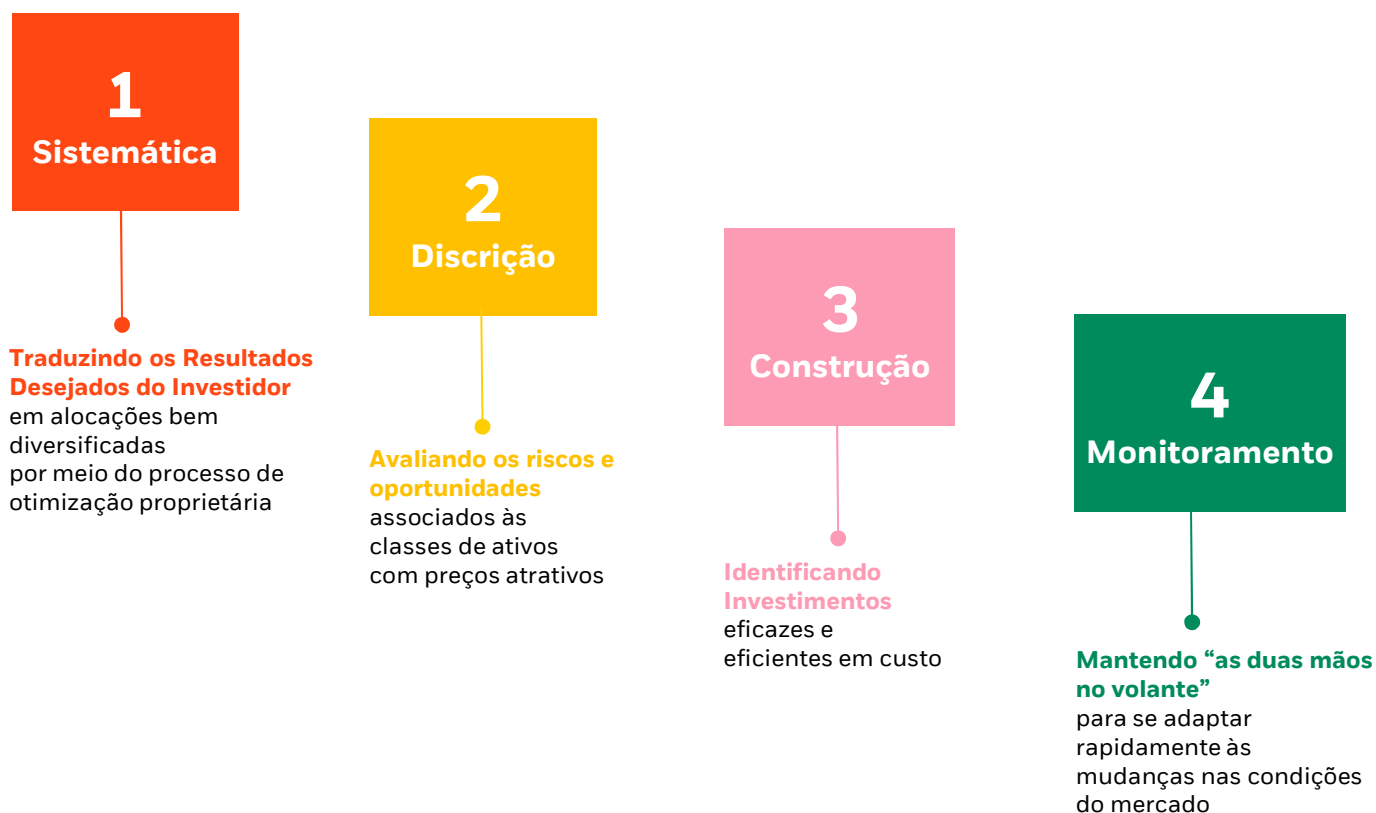 1
Sistemática
Traduzindo os Resultados
Desejados do Investidor
em alocações bem
diversificadas
por meio do processo de
otimização proprietária
2
Discrição
Avaliando os riscos e
oportunidades
associados às
classes de ativos
com preços atrativos
3
Construção
Identificando
Investimentos
eficazes e
eficientes em custo
4
Monitoramento
Mantendo “as duas mãos
no volante”
para se adaptar
rapidamente às
mudanças nas condições
do mercado